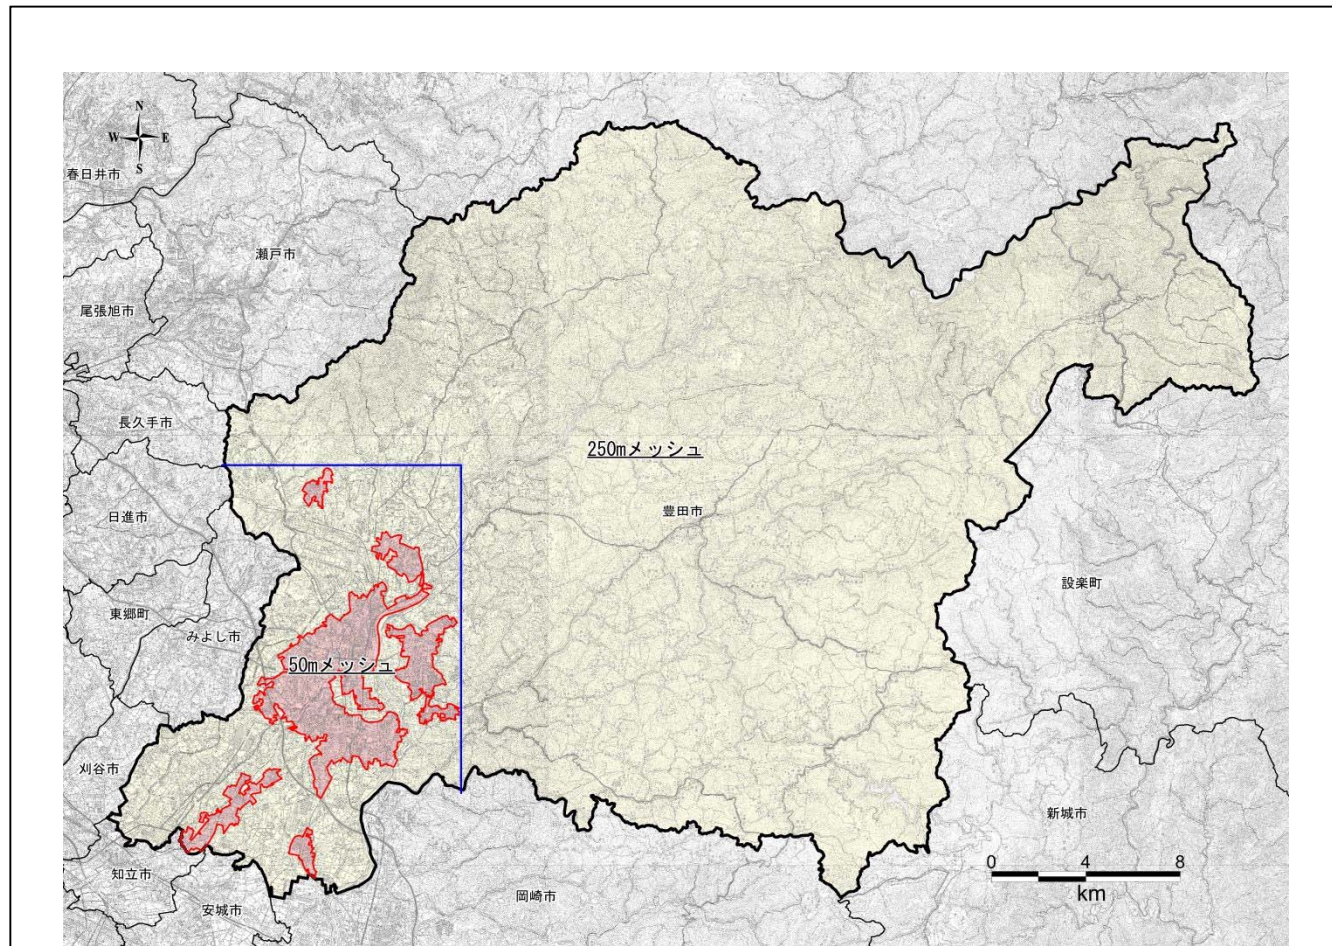 N
W E
S
春日井市
瀬戸市
尾張旭市
長久手市
250mメッシュ
豊田市
日進市
設楽町
東郷町
みよし市
50mメッシュ
刈谷市
新城市
0 4 8
km
知立市
岡崎市
安城市